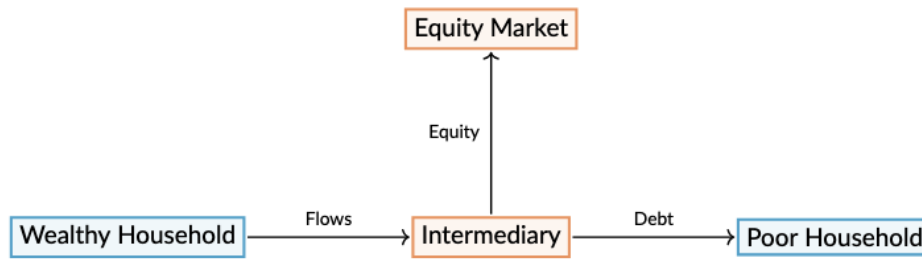 Equity Market
Equity
Flows
Debt
Wealthy Household
Intermediary
Poor Household